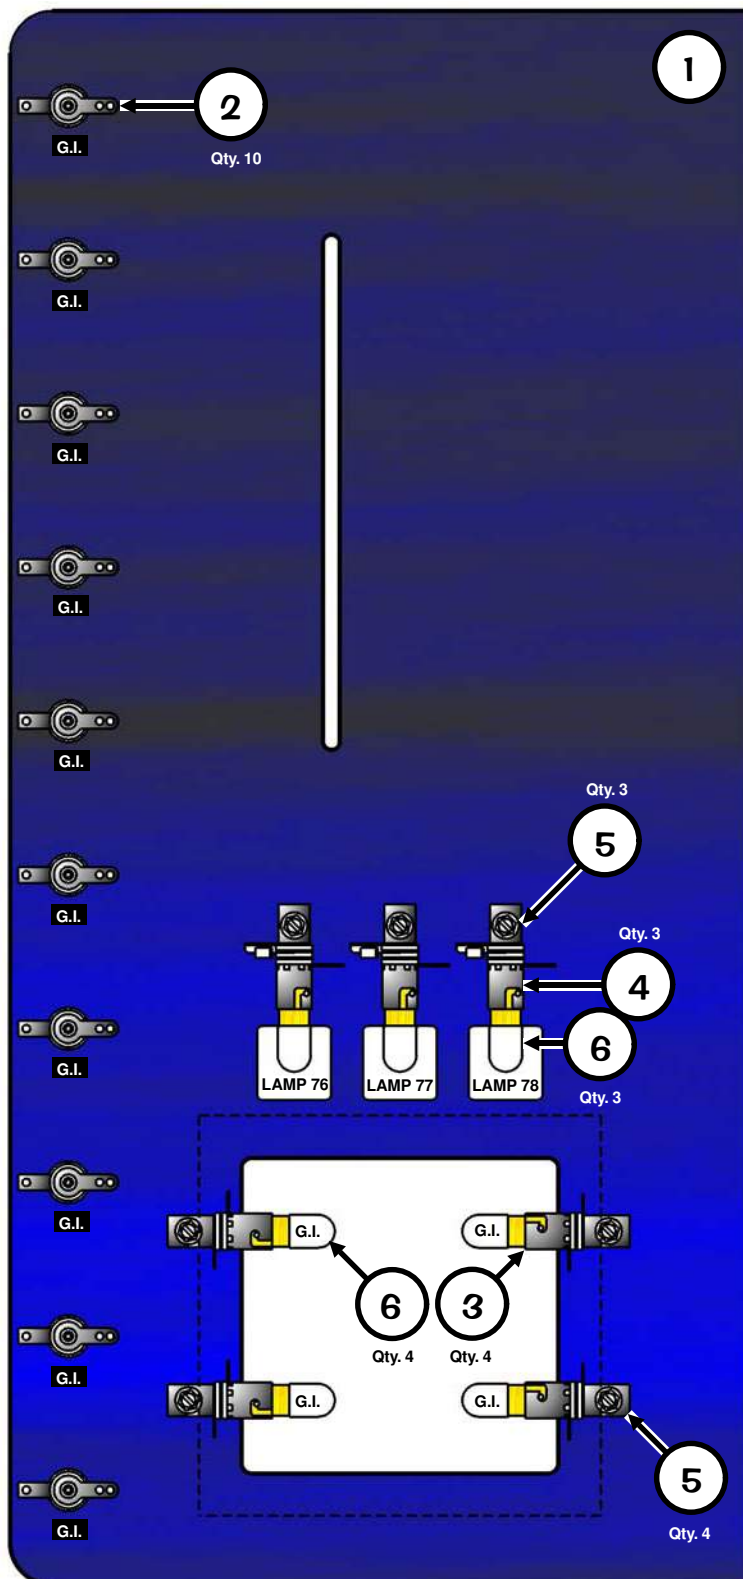 1
2
G.I.
Qty. 10
G.I.
G.I.
G.I.
G.I.
Qty. 3
5
G.I.
Qty. 3
4
G.I.
6
LAMP 76 LAMP 77 LAMP 78
Qty. 3
G.I.
G.I. G.I.
6 3
Qty. 4 Qty. 4
G.I.
G.I. G.I.
5
G.I.
Qty. 4